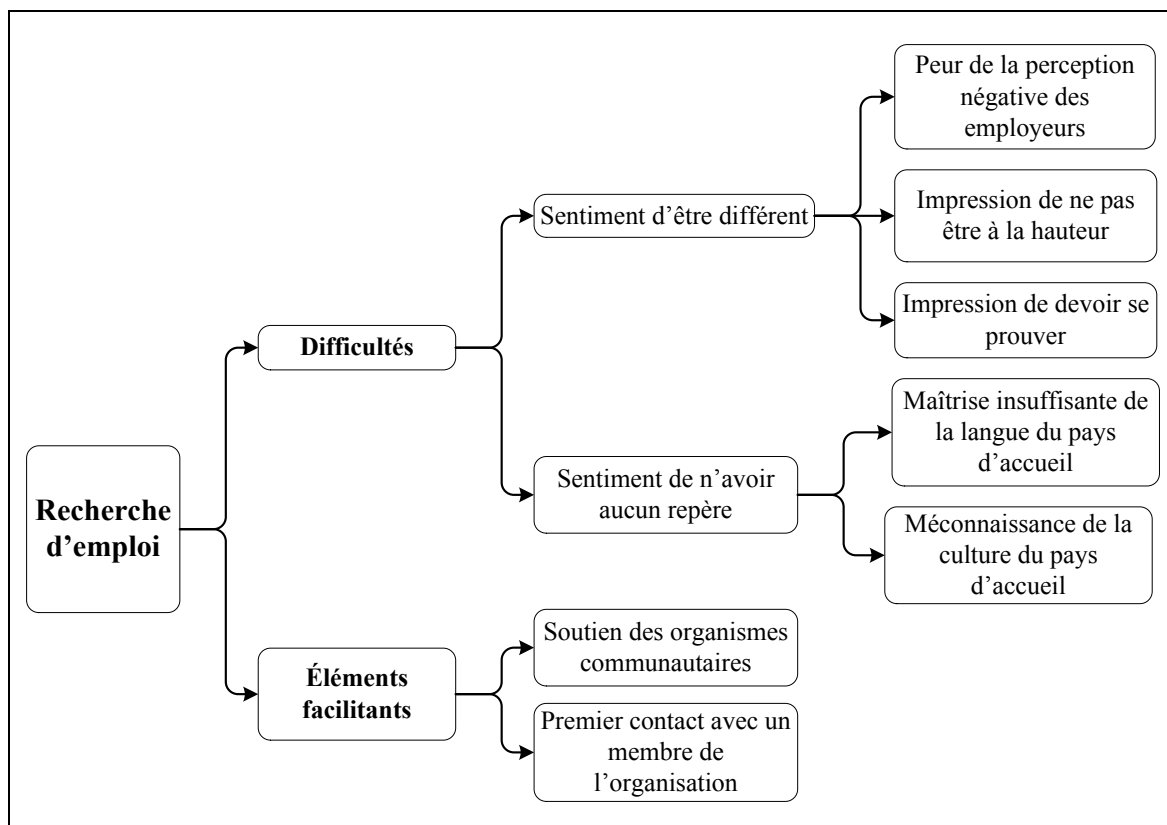 Peur de la perception
négative des
employeurs
Impression de ne pas
être à la hauteur
Sentiment d’être différent
Impression de devoir se
prouver
Difficultés
Maîtrise insuffisante de
la langue du pays
d’accueil
Sentiment de n’avoir
aucun repère
Recherche
d’emploi
Méconnaissance de la
culture du pays
d’accueil
Soutien des organismes
communautaires
Éléments
facilitants
Premier contact avec un
membre de
l’organisation